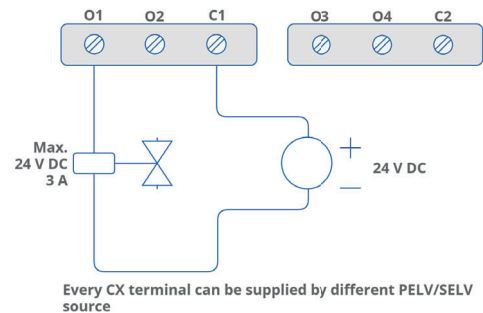 O1 O2 C1 O3 O4 C2
Max.
24 V DC
3 A
24 V DC
Every CX terminal can be supplied by different PELV/SELV
source